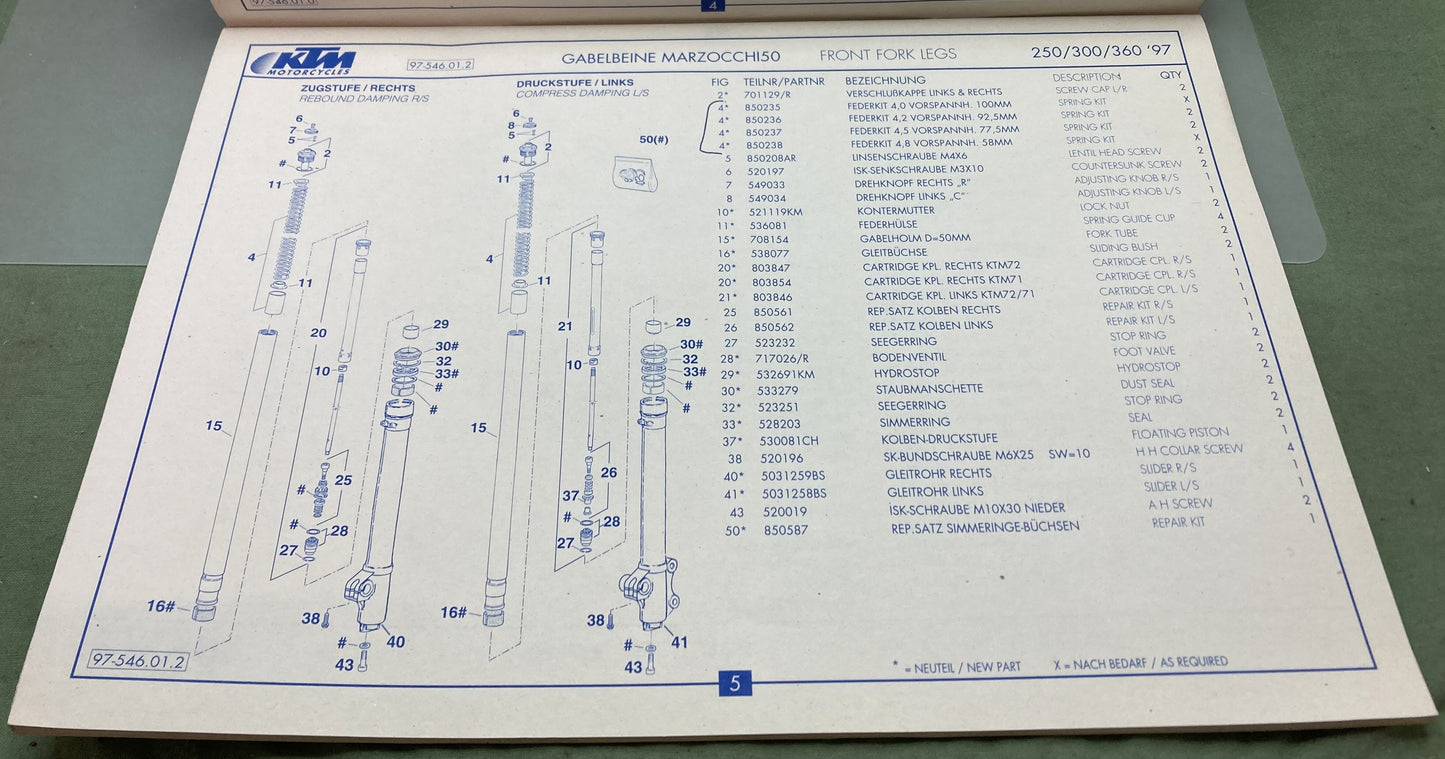 97-546.01.2
4
KTM
MOTORCYCLES
97-546.01.2
GABELBEINE MARZOCCHI50 FRONT FORK LEGS 250/300/360 '97
ZUGSTUFE / RECHTS
REBOUND DAMPING R/S
DRUCKSTUFE / LINKS
COMPRESS DAMPING L/S
FIG TEILNR/PARTNR BEZEICHNUNG DESCRIPTION QTY
2* 701129/R VERSCHLUßKAPPE LINKS & RECHTS SCREW CAP L/R 2
4* 850235 FEDERKIT 4,0 VORSPANNH. 100MM SPRING KIT X
4* 850236 FEDERKIT 4,2 VORSPANNH. 92,5MM SPRING KIT 2
4* 850237 FEDERKIT 4,5 VORSPANNH. 77,5MM SPRING KIT 2
4* 850238 FEDERKIT 4,8 VORSPANNH. 58MM SPRING KIT X
5 850208AR LINSENSCHRAUBE M4X6 LENTIL HEAD SCREW 2
6 520197 ISK-SENKSCHRAUBE M3X10 COUNTERSUNK SCREW 2
7 549033 DREHKNOPF RECHTS „R" ADJUSTING KNOB R/S 1
8 549034 DREHKNOPF LINKS „C" ADJUSTING KNOB L/S 1
10* 521119KM KONTERMUTTER LOCK NUT 2
11* 536081 FEDERHÜLSE SPRING GUIDE CUP 4
15* 708154 GABELHOLM D=50MM FORK TUBE 2
16* 538077 GLEITBÜCHSE SLIDING BUSH 2
20* 803847 CARTRIDGE KPL. RECHTS KTM72 CARTRIDGE CPL. R/S 1
20* 803854 CARTRIDGE KPL. RECHTS KTM71 CARTRIDGE CPL. R/S 1
21* 803846 CARTRIDGE KPL. LINKS KTM72/71 CARTRIDGE CPL. L/S 1
25 850561 REP.SATZ KOLBEN RECHTS REPAIR KIT R/S 1
26 850562 REP.SATZ KOLBEN LINKS REPAIR KIT L/S 1
27 523232 SEEGERRING STOP RING 2
28* 717026/R BODENVENTIL FOOT VALVE 2
29* 532691KM HYDROSTOP HYDROSTOP 2
30* 533279 STAUBMANSCHETTE DUST SEAL 2
32* 523251 SEEGERRING STOP RING 2
33* 528203 SIMMERRING SEAL 2
37* 530081CH KOLBEN-DRUCKSTUFE FLOATING PISTON 1
38 520196 SK-BUNDSCHRAUBE M6X25 SW=10 H H COLLAR SCREW 4
40* 5031259BS GLEITROHR RECHTS SLIDER R/S 1
41* 5031258BS GLEITROHR LINKS SLIDER L/S 1
43 520019 ISK-SCHRAUBE M10X30 NIEDER A H SCREW 2
50* 850587 REP.SATZ SIMMERINGE-BÜCHSEN REPAIR KIT 1
6
7
5
2
#
11
4
11
20
10
15
#
25
#
28
27
16#
29
30#
32
33#
#
#
38
40
#
43
6
8
5
2
#
11
4
11
50(#)
21
10
15
26
37
#
28
27
16#
29
30#
32
33#
#
#
38
41
#
43
97-546.01.2
* = NEUTEIL / NEW PART X = NACH BEDARF / AS REQUIRED
5